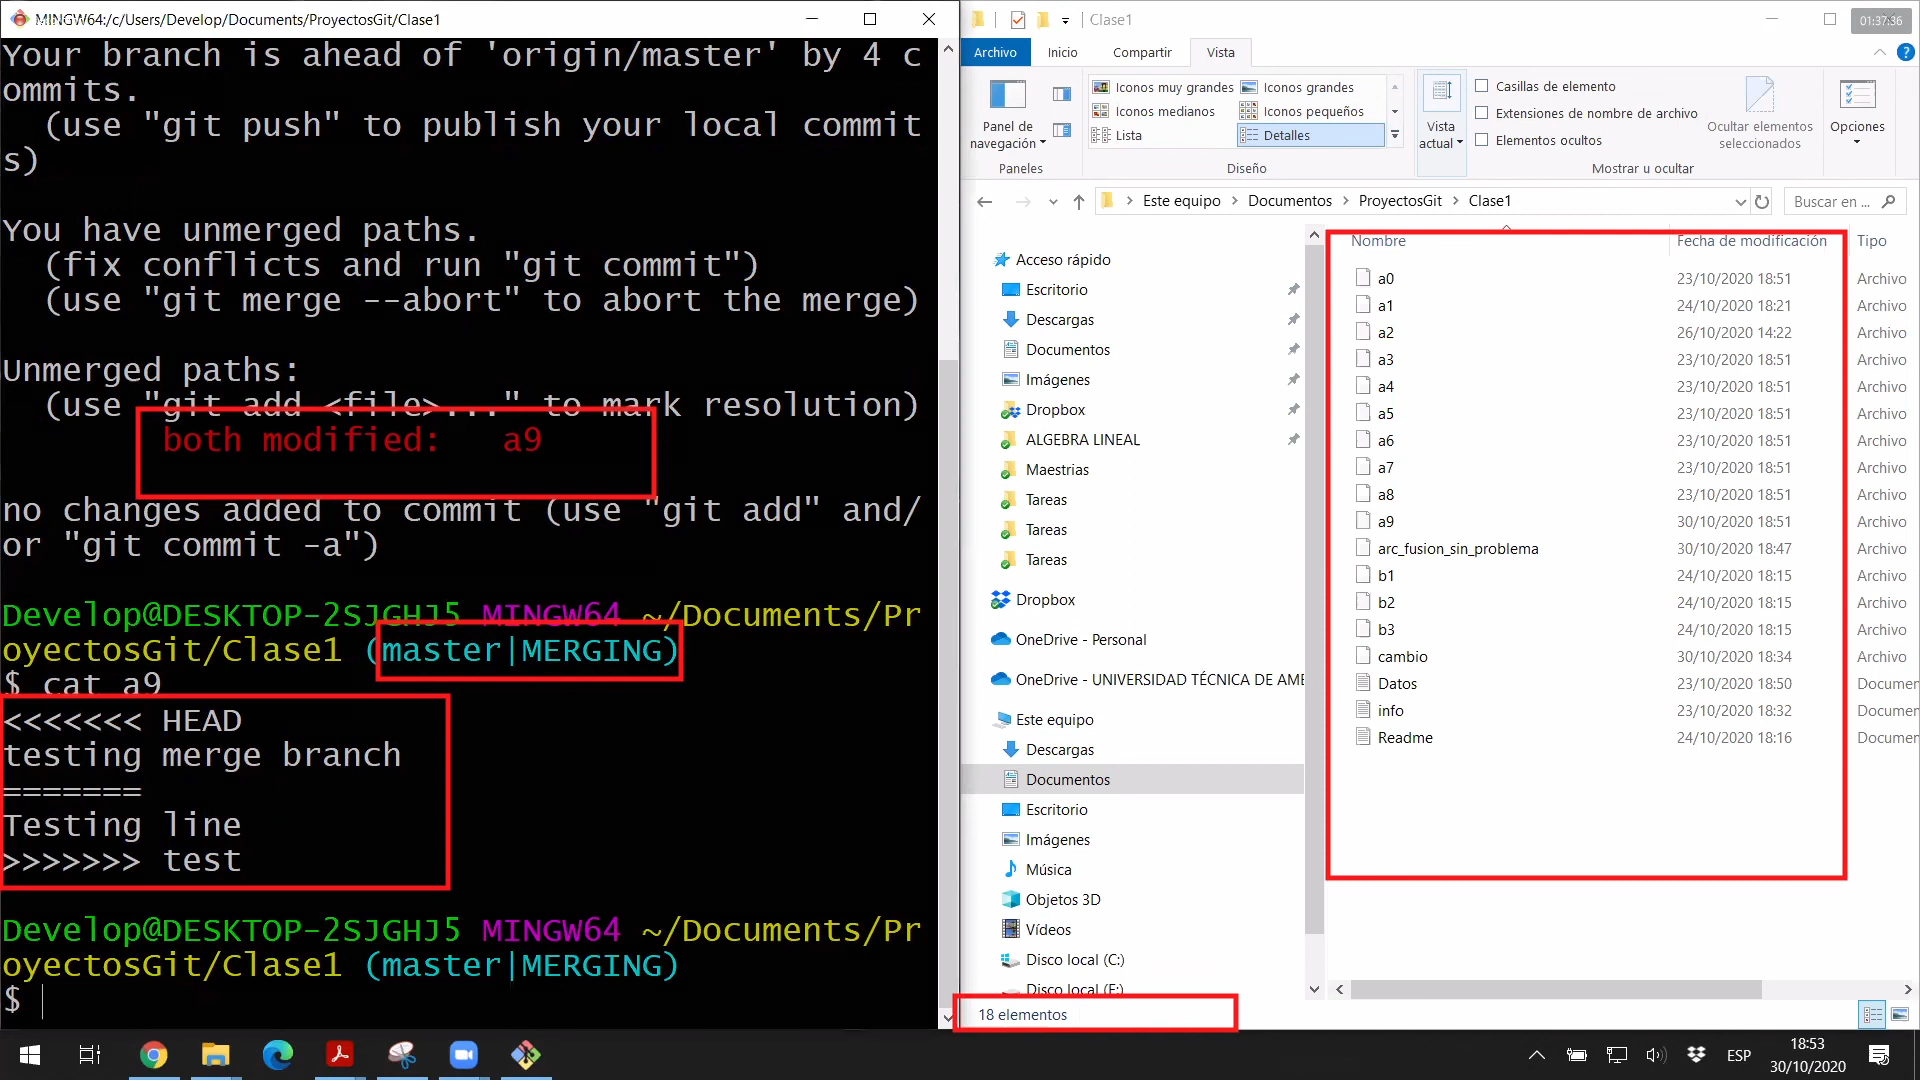 MINGW64:/c/Users/Develop/Documents/ProyectosGit/Clase1
Your branch is ahead of 'origin/master' by 4 c
ommits.
(use "git push" to publish your local commit
s)
You have unmerged paths.
(fix conflicts and run "git commit")
(use "git merge --abort" to abort the merge)
Unmerged paths:
(use "git add <file>..." to mark resolution)
both modified: a9
no changes added to commit (use "git add" and/
or "git commit -a")
Develop@DESKTOP-2SJGHJ5 MINGW64 ~/Documents/Pr
oyectosGit/Clase1 (master|MERGING)
$ cat a9
<<<<<<< HEAD
testing merge branch
=======
Testing line
>>>>>>> test
Develop@DESKTOP-2SJGHJ5 MINGW64 ~/Documents/Pr
oyectosGit/Clase1 (master|MERGING)
$
Clase1
01:37:36
Archivo Inicio Compartir Vista
Panel de navegación
Paneles
Iconos muy grandes Iconos grandes
Iconos medianos Iconos pequeños
Lista Detalles
Diseño
Vista actual
Casillas de elemento
Extensiones de nombre de archivo
Elementos ocultos
Ocultar elementos seleccionados
Mostrar u ocultar
Opciones
Este equipo > Documentos > ProyectosGit > Clase1
Buscar en ...
Acceso rápido
Escritorio
Descargas
Documentos
Imágenes
Dropbox
ALGEBRA LINEAL
Maestrias
Tareas
Tareas
Tareas
Dropbox
OneDrive - Personal
OneDrive - UNIVERSIDAD TÉCNICA DE AMB
Este equipo
Descargas
Documentos
Escritorio
Imágenes
Música
Objetos 3D
Vídeos
Disco local (C:)
Disco local (E:)
Nombre Fecha de modificación Tipo
a0 23/10/2020 18:51 Archivo
a1 24/10/2020 18:21 Archivo
a2 26/10/2020 14:22 Archivo
a3 23/10/2020 18:51 Archivo
a4 23/10/2020 18:51 Archivo
a5 23/10/2020 18:51 Archivo
a6 23/10/2020 18:51 Archivo
a7 23/10/2020 18:51 Archivo
a8 23/10/2020 18:51 Archivo
a9 30/10/2020 18:51 Archivo
arc_fusion_sin_problema 30/10/2020 18:47 Archivo
b1 24/10/2020 18:15 Archivo
b2 24/10/2020 18:15 Archivo
b3 24/10/2020 18:15 Archivo
cambio 30/10/2020 18:34 Archivo
Datos 23/10/2020 18:50 Documen
info 23/10/2020 18:32 Documen
Readme 24/10/2020 18:16 Documen
18 elementos
ESP
18:53
30/10/2020